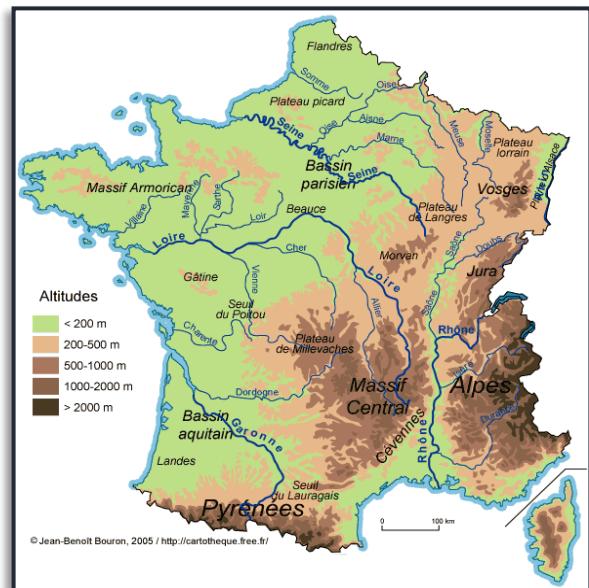 Flandres
Somme
Oise
Plateau picard
Aisne
Oise
Seine
Marne
Meuse
Moselle
Plateau
lorrain
Alsace
Rhin
Bassin
parisien
Seine
Vosges
Massif Armorican
Mayenne
Sarthe
Vilaine
Loir
Beauce
Plateau
de Langres
Loire
Cher
Loire
Morvan
Saône
Doubs
Jura
Gâtine
Vienne
Allier
Saône
Altitudes
< 200 m
200-500 m
500-1000 m
1000-2000 m
> 2000 m
Seuil
du Poitou
Charente
Plateau
de Millevaches
Rhône
Isère
Alpes
Massif
Central
Dordogne
Bassin
aquitain
Garonne
Cévennes
Rhône
Durance
Landes
Seuil
du Lauragais
Pyrénées
0 100 km
© Jean-Benoît Bouron, 2005 / http://cartotheque.free.fr/